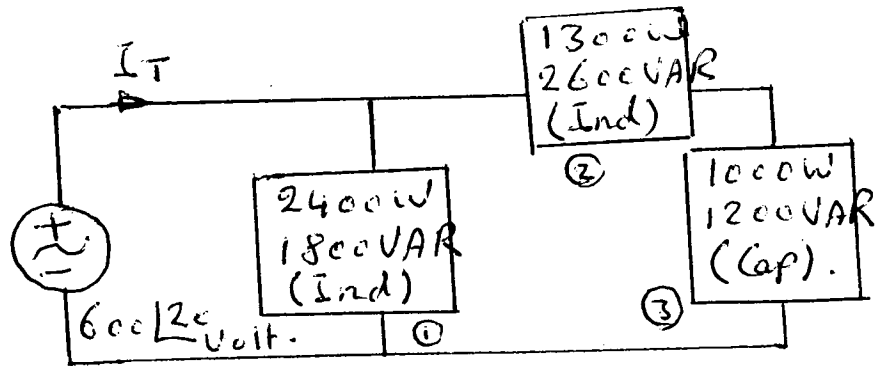 I_T
1300W
2600VAR
(Ind)
②
2400W
1800VAR
(Ind)
①
1000W
1200VAR
(Cap).
③
+
-
600∠20
Volt.